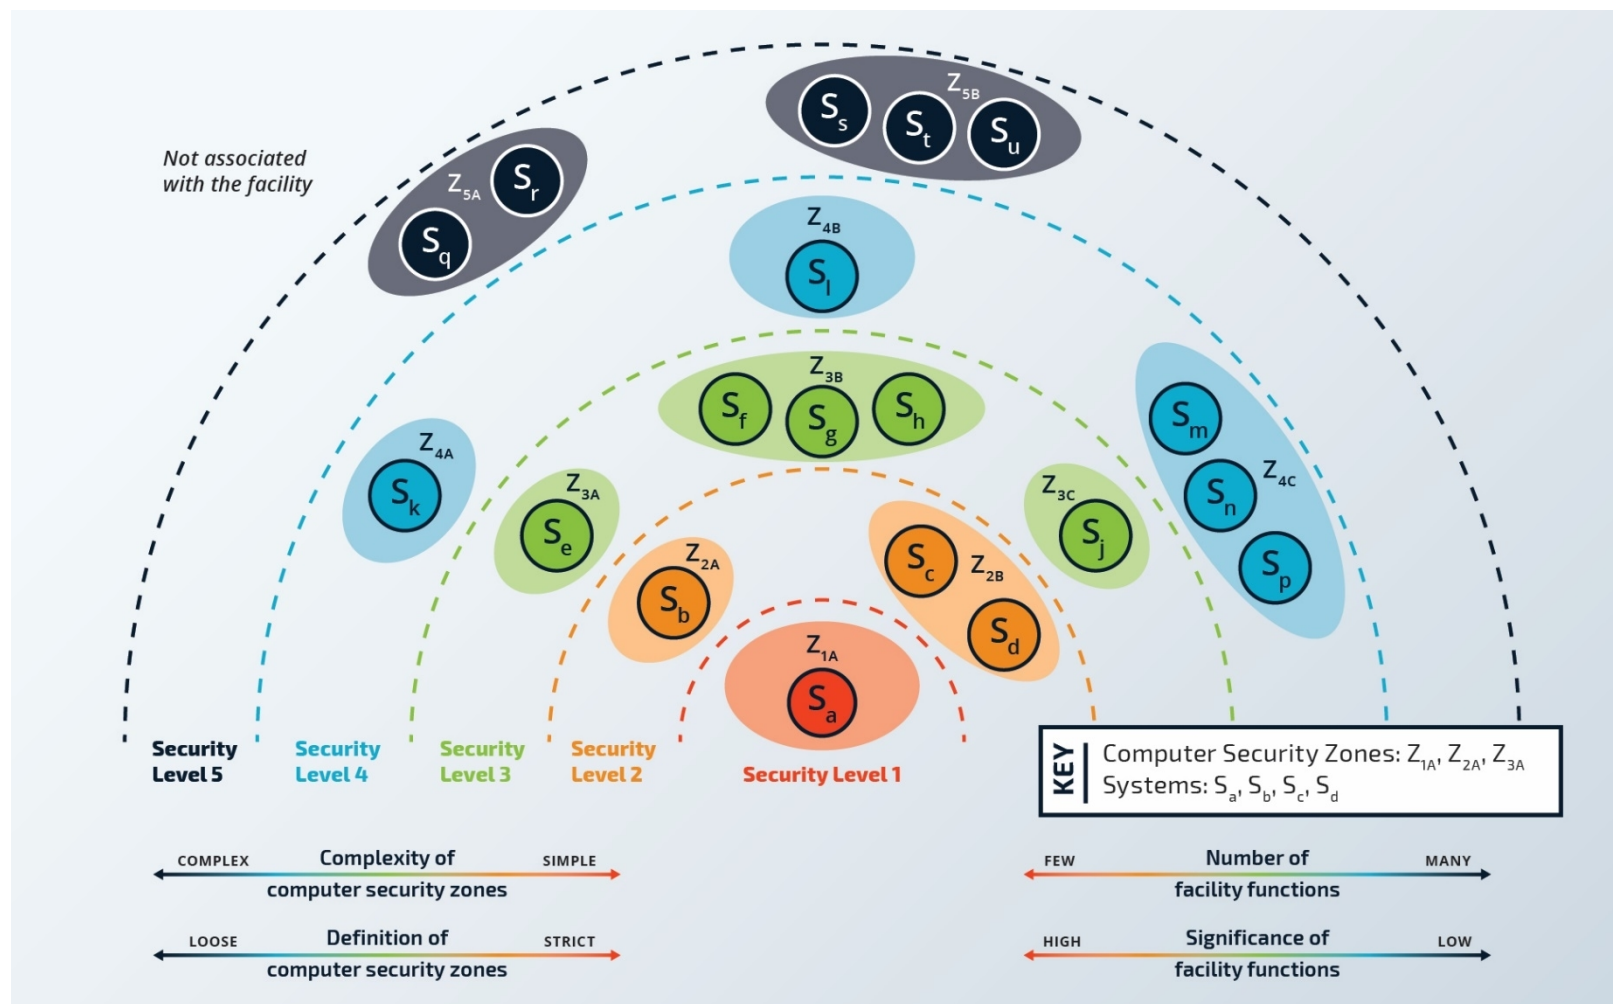 Z5B
Ss
St
Su
Not associated
with the facility
Z5A
Sr
Sq
Z4B
Sl
Z3B
Sf
Sg
Sh
Sm
Z4A
Sk
Z4C
Sn
Z3A
Se
Z3C
Sj
Sp
Z2A
Sb
Sc
Z2B
Sd
Z1A
Sa
Security
Level 5
Security
Level 4
Security
Level 3
Security
Level 2
Security Level 1
KEY
Computer Security Zones: Z1A, Z2A, Z3A
Systems: Sa, Sb, Sc, Sd
COMPLEX Complexity of SIMPLE
computer security zones
FEW Number of MANY
facility functions
LOOSE Definition of STRICT
computer security zones
HIGH Significance of LOW
facility functions